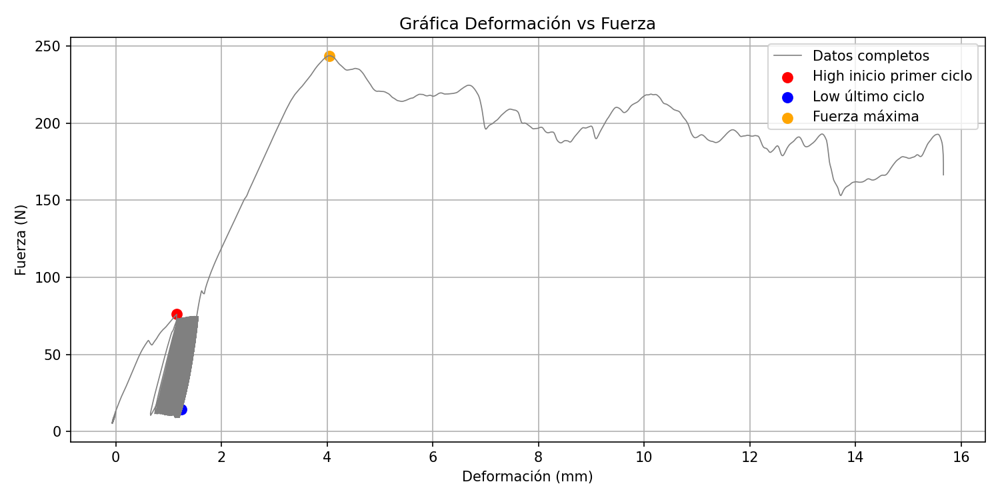 Gráfica Deformación vs Fuerza
Datos completos
High inicio primer ciclo
Low último ciclo
Fuerza máxima
Fuerza (N)
250
200
150
100
50
0
0 2 4 6 8 10 12 14 16
Deformación (mm)